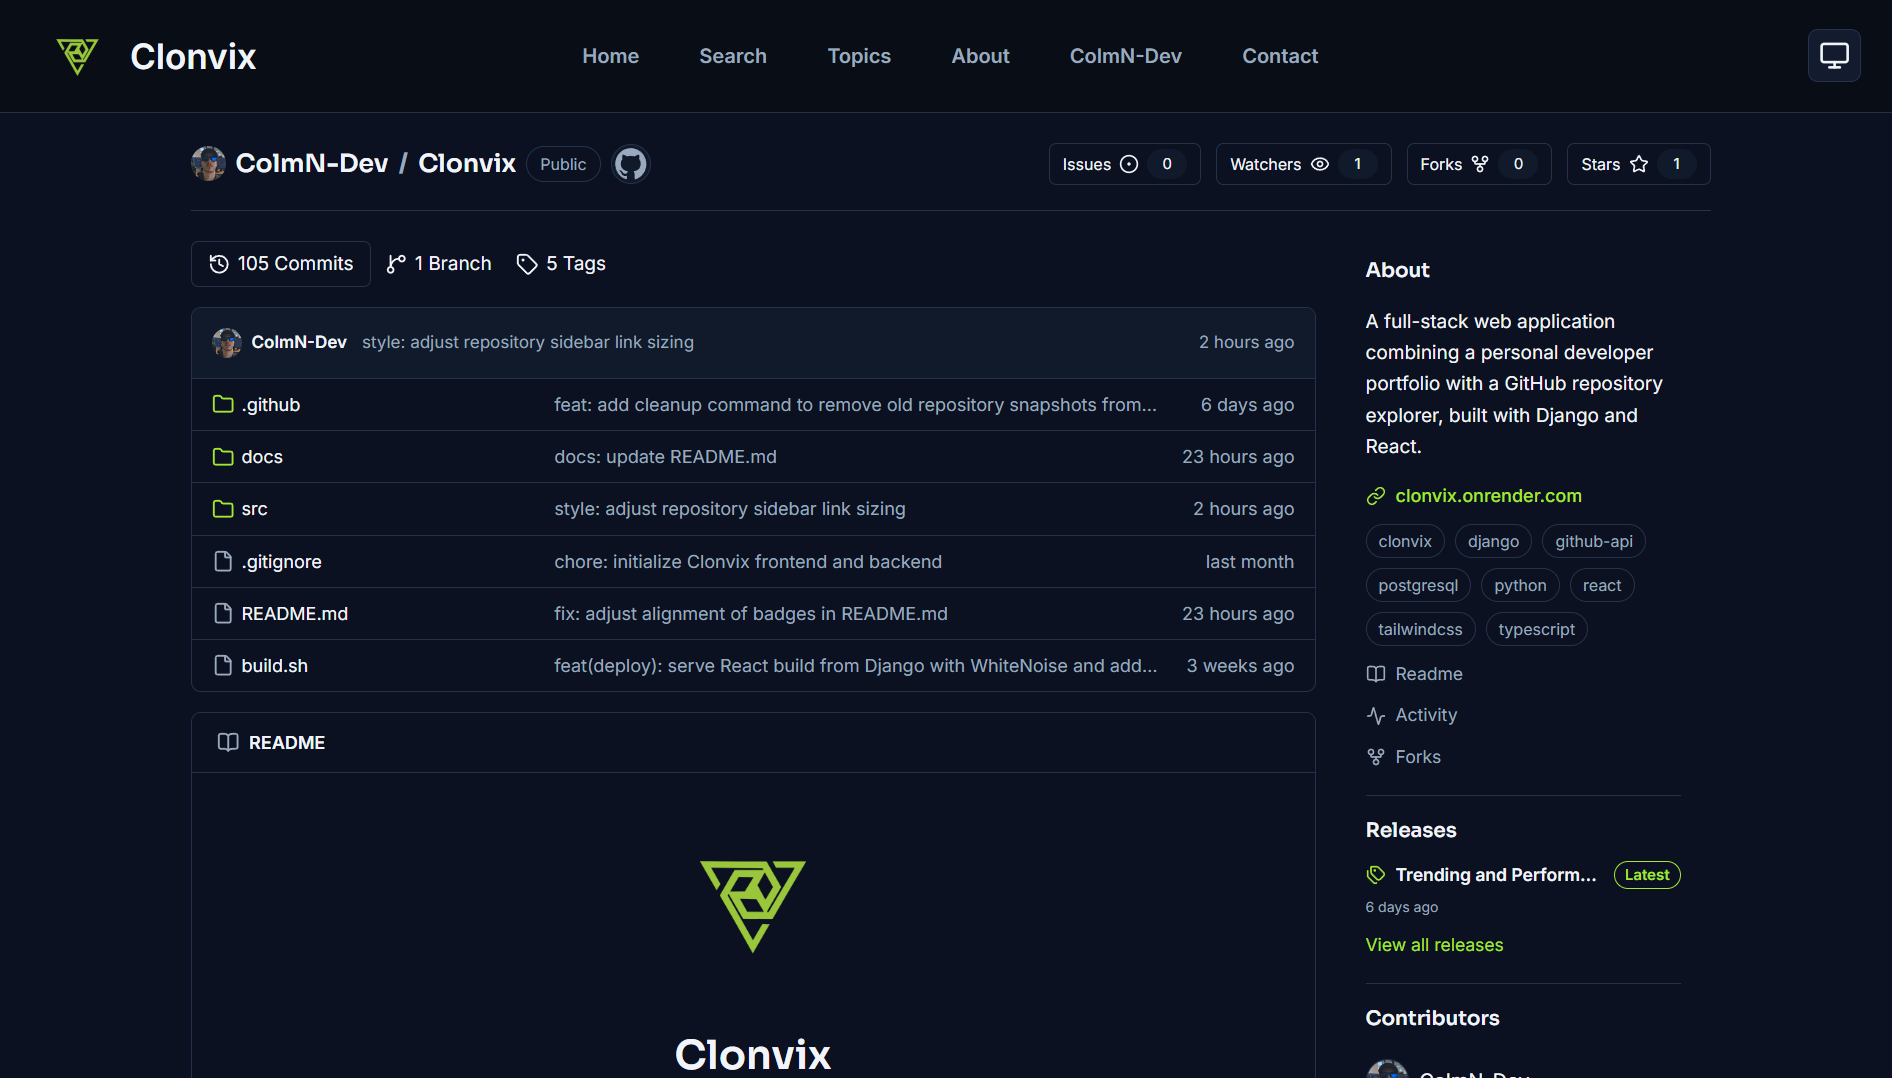 Clonvix
Home Search Topics About ColmN-Dev Contact
ColmN-Dev / Clonvix Public
Issues 0 Watchers 1 Forks 0 Stars 1
105 Commits 1 Branch 5 Tags
ColmN-Dev style: adjust repository sidebar link sizing 2 hours ago
.github feat: add cleanup command to remove old repository snapshots from... 6 days ago
docs docs: update README.md 23 hours ago
src style: adjust repository sidebar link sizing 2 hours ago
.gitignore chore: initialize Clonvix frontend and backend last month
README.md fix: adjust alignment of badges in README.md 23 hours ago
build.sh feat(deploy): serve React build from Django with WhiteNoise and add... 3 weeks ago
README
Clonvix
About
A full-stack web application
combining a personal developer
portfolio with a GitHub repository
explorer, built with Django and
React.
clonvix.onrender.com
clonvix django github-api
postgresql python react
tailwindcss typescript
Readme
Activity
Forks
Releases
Trending and Perform... Latest
6 days ago
View all releases
Contributors
ColmN-Dev